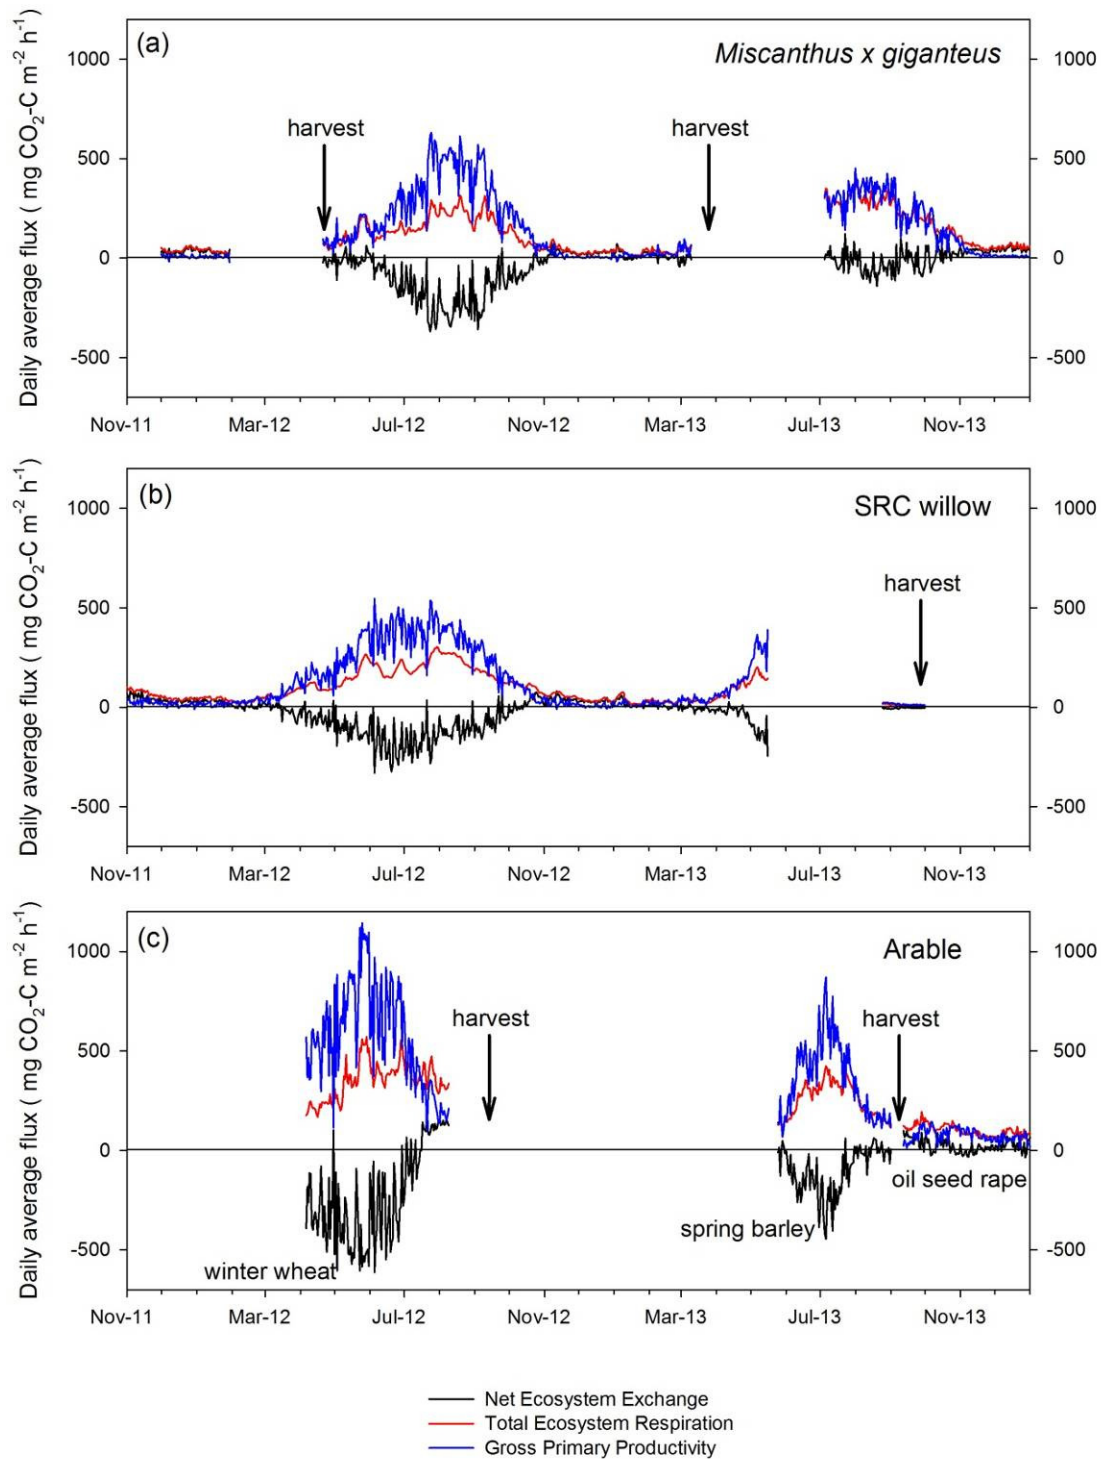 (a)
Miscanthus x giganteus
harvest
harvest
1000
500
0
-500
1000
500
0
-500
Daily average flux ( mg CO₂-C m⁻² h⁻¹)
Nov-11 Mar-12 Jul-12 Nov-12 Mar-13 Jul-13 Nov-13
(b)
SRC willow
harvest
1000
500
0
-500
1000
500
0
-500
Daily average flux ( mg CO₂-C m⁻² h⁻¹)
Nov-11 Mar-12 Jul-12 Nov-12 Mar-13 Jul-13 Nov-13
(c)
Arable
harvest
harvest
1000
500
0
-500
1000
500
0
-500
oil seed rape
spring barley
winter wheat
Daily average flux ( mg CO₂-C m⁻² h⁻¹)
Nov-11 Mar-12 Jul-12 Nov-12 Mar-13 Jul-13 Nov-13
Net Ecosystem Exchange
Total Ecosystem Respiration
Gross Primary Productivity